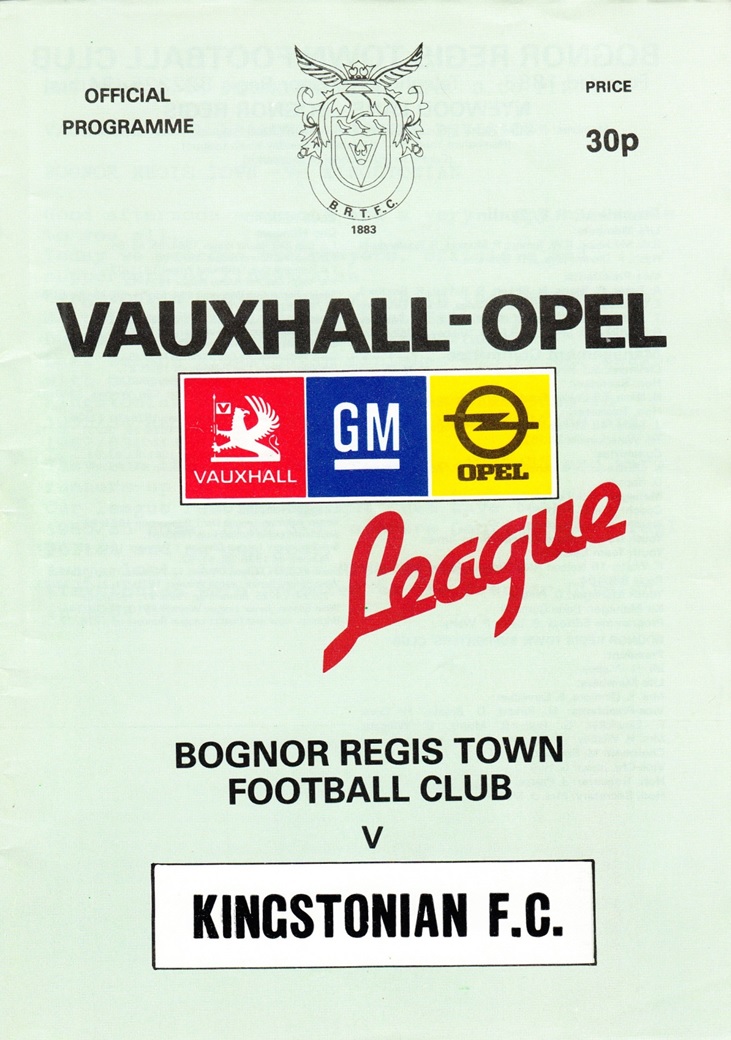 OFFICIAL
PROGRAMME
PRICE
30p
B. R. T. F. C.
1883
VAUXHALL-OPEL
V
VAUXHALL
GM
OPEL
League
BOGNOR REGIS TOWN
FOOTBALL CLUB
V
KINGSTONIAN F.C.